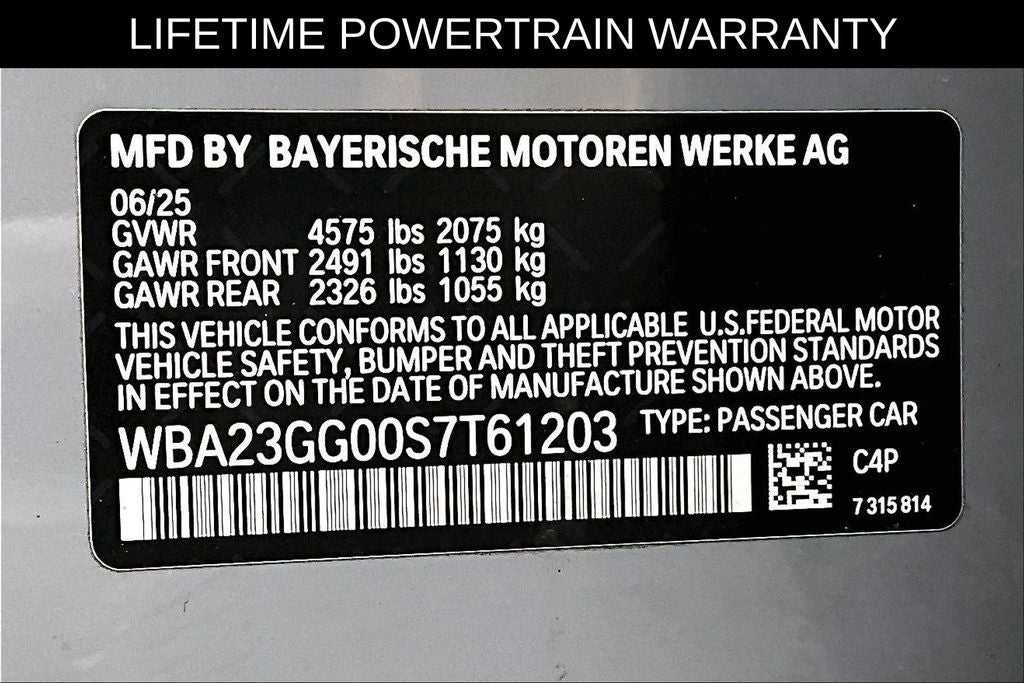 LIFETIME POWERTRAIN WARRANTY
MFD BY BAYERISCHE MOTOREN WERKE AG
06/25
GVWR 4575 lbs 2075 kg
GAWR FRONT 2491 lbs 1130 kg
GAWR REAR 2326 lbs 1055 kg
THIS VEHICLE CONFORMS TO ALL APPLICABLE U.S.FEDERAL MOTOR
VEHICLE SAFETY, BUMPER AND THEFT PREVENTION STANDARDS
IN EFFECT ON THE DATE OF MANUFACTURE SHOWN ABOVE.
WBA23GG00S7T61203 TYPE: PASSENGER CAR
C4P
7 315 814